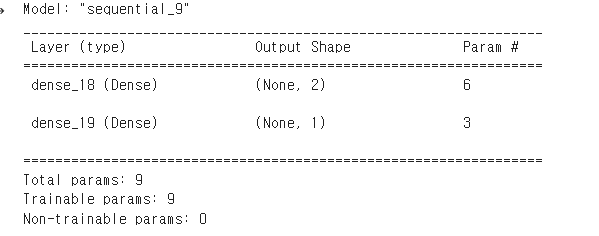 Model: "sequential_9"
_________________________________________________________________
Layer (type)                Output Shape              Param #
=================================================================
dense_18 (Dense)            (None, 2)                 6
dense_19 (Dense)            (None, 1)                 3
=================================================================
Total params: 9
Trainable params: 9
Non-trainable params: 0